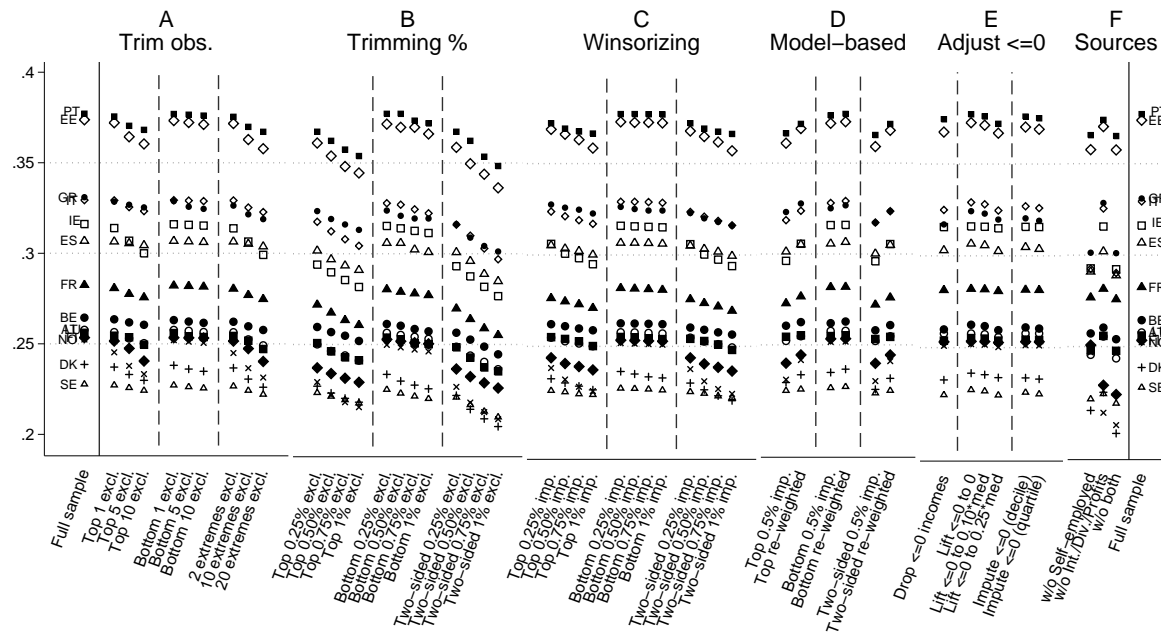 A
Trim obs.
B
Trimming %
C
Winsorizing
D
Model−based
E
Adjust <=0
F
Sources
.4
.35
.3
.25
.2
PT
EE
GR
IE
ES
FR
BE
NO
DK
SE
Full sample
Top 1 excl.
Top 5 excl.
Top 10 excl.
Bottom 1 excl.
Bottom 5 excl.
Bottom 10 excl.
2 extremes excl.
10 extremes excl.
20 extremes excl.
Top 0.25% excl.
Top 0.50% excl.
Top 0.75% excl.
Top 1% excl.
Bottom 0.25% excl.
Bottom 0.50% excl.
Bottom 0.75% excl.
Bottom 1% excl.
Two−sided 0.25% excl.
Two−sided 0.50% excl.
Two−sided 0.75% excl.
Two−sided 1% excl.
Top 0.25% imp.
Top 0.50% imp.
Top 0.75% imp.
Top 1% imp.
Bottom 0.25% imp.
Bottom 0.50% imp.
Bottom 0.75% imp.
Bottom 1% imp.
Two−sided 0.25% imp.
Two−sided 0.50% imp.
Two−sided 0.75% imp.
Two−sided 1% imp.
Top 0.5% imp.
Top re−weighted
Bottom 0.5% imp.
Bottom re−weighted
Two−sided 0.5% imp.
Two−sided re−weighted
Drop <=0 incomes
Lift <=0 to 0
Lift <=0 to 0.10*med
Lift <=0 to 0.25*med
Impute <=0 (decile)
Impute <=0 (quartile)
w/o Self−employed
w/o Int./Div./Profits
w/o both
Full sample